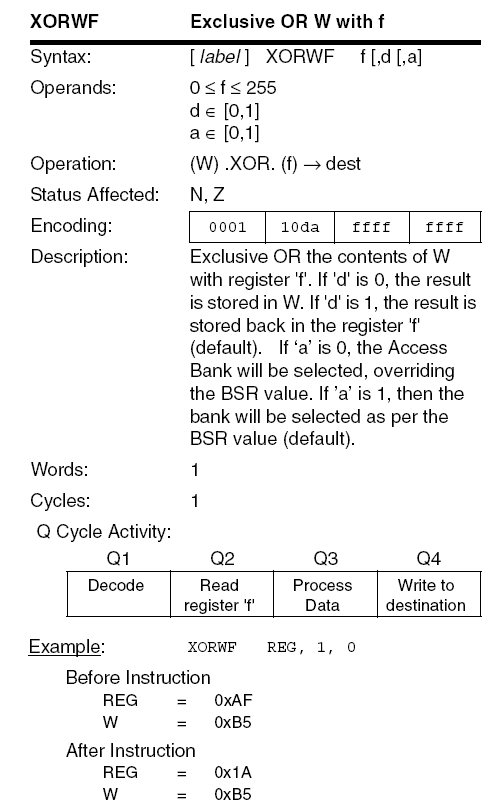 XORWF Exclusive OR W with f
Syntax: [ label ] XORWF f [,d [,a]
Operands: 0 ≤ f ≤ 255
d ∈ [0,1]
a ∈ [0,1]
Operation: (W) .XOR. (f) → dest
Status Affected: N, Z
Encoding: 0001 10da ffff ffff
Description: Exclusive OR the contents of W
with register 'f'. If 'd' is 0, the result
is stored in W. If 'd' is 1, the result is
stored back in the register 'f'
(default). If ‘a’ is 0, the Access
Bank will be selected, overriding
the BSR value. If ’a’ is 1, then the
bank will be selected as per the
BSR value (default).
Words: 1
Cycles: 1
Q Cycle Activity:
Q1 Q2 Q3 Q4
Decode Read Process Write to
register 'f' Data destination
Example: XORWF REG, 1, 0
Before Instruction
REG = 0xAF
W = 0xB5
After Instruction
REG = 0x1A
W = 0xB5